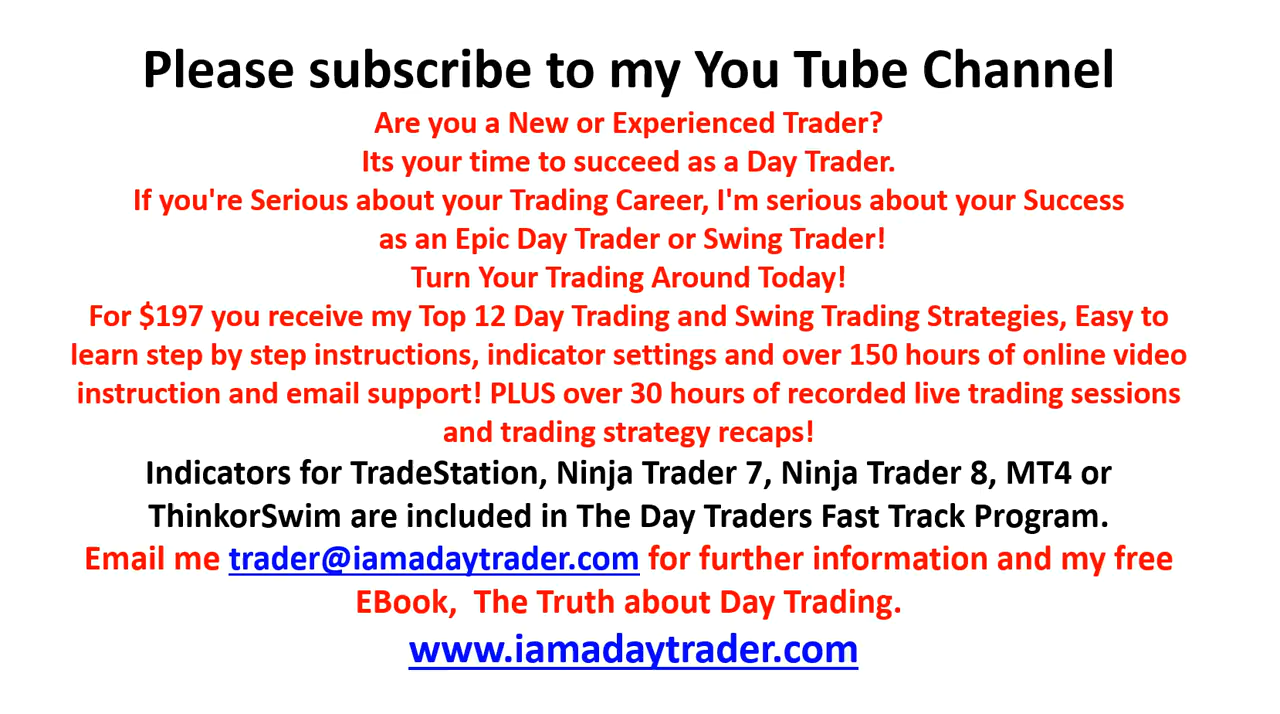 Please subscribe to my You Tube Channel
Are you a New or Experienced Trader?
Its your time to succeed as a Day Trader.
If you're Serious about your Trading Career, I'm serious about your Success
as an Epic Day Trader or Swing Trader!
Turn Your Trading Around Today!
For $197 you receive my Top 12 Day Trading and Swing Trading Strategies, Easy to
learn step by step instructions, indicator settings and over 150 hours of online video
instruction and email support! PLUS over 30 hours of recorded live trading sessions
and trading strategy recaps!
Indicators for TradeStation, Ninja Trader 7, Ninja Trader 8, MT4 or
ThinkorSwim are included in The Day Traders Fast Track Program.
Email me trader@iamadaytrader.com for further information and my free
EBook,  The Truth about Day Trading.
www.iamadaytrader.com